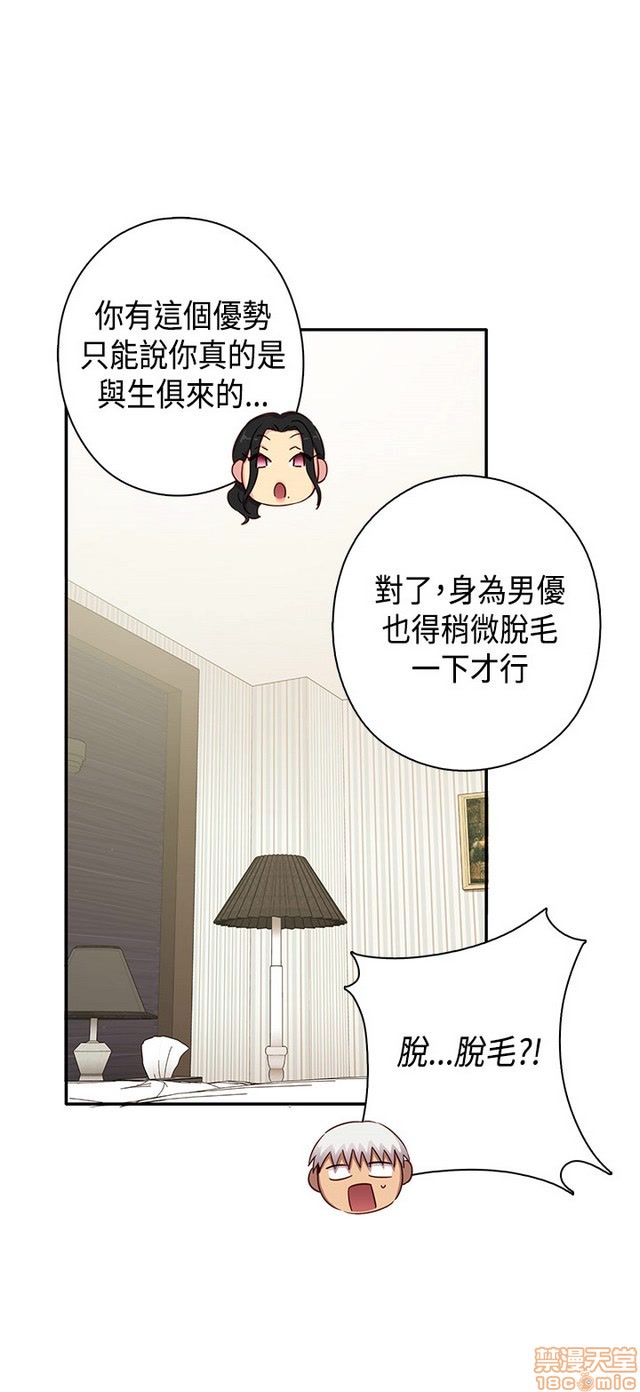 你有這個優勢
只能說你真的是
與生俱來的...
對了，身為男優
也得稍微脫毛
一下才行
脫...脫毛?!
禁漫天堂
18comic